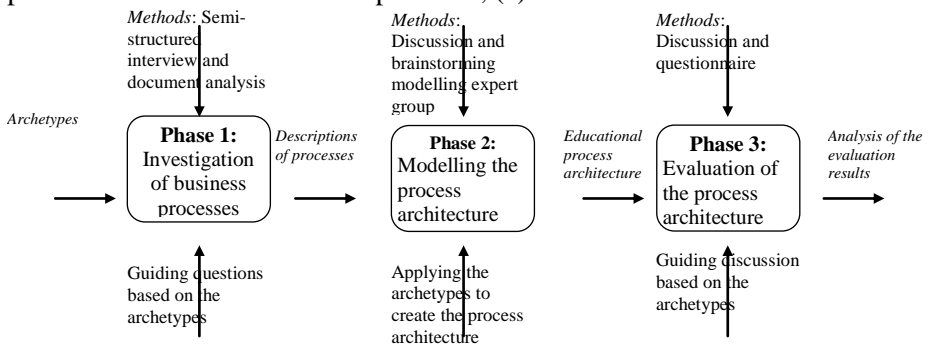 Methods: Semi-
structured
interview and
document analysis
Methods:
Discussion and
brainstorming
modelling expert
group
Methods:
Discussion and
questionnaire
Archetypes
Phase 1:
Investigation
of business
processes
Descriptions
of processes
Phase 2:
Modelling the
process
architecture
Educational
process
architecture
Phase 3:
Evaluation of
the process
architecture
Analysis of the
evaluation
results
Guiding questions
based on the
archetypes
Applying the
archetypes to
create the process
architecture
Guiding discussion
based on the
archetypes